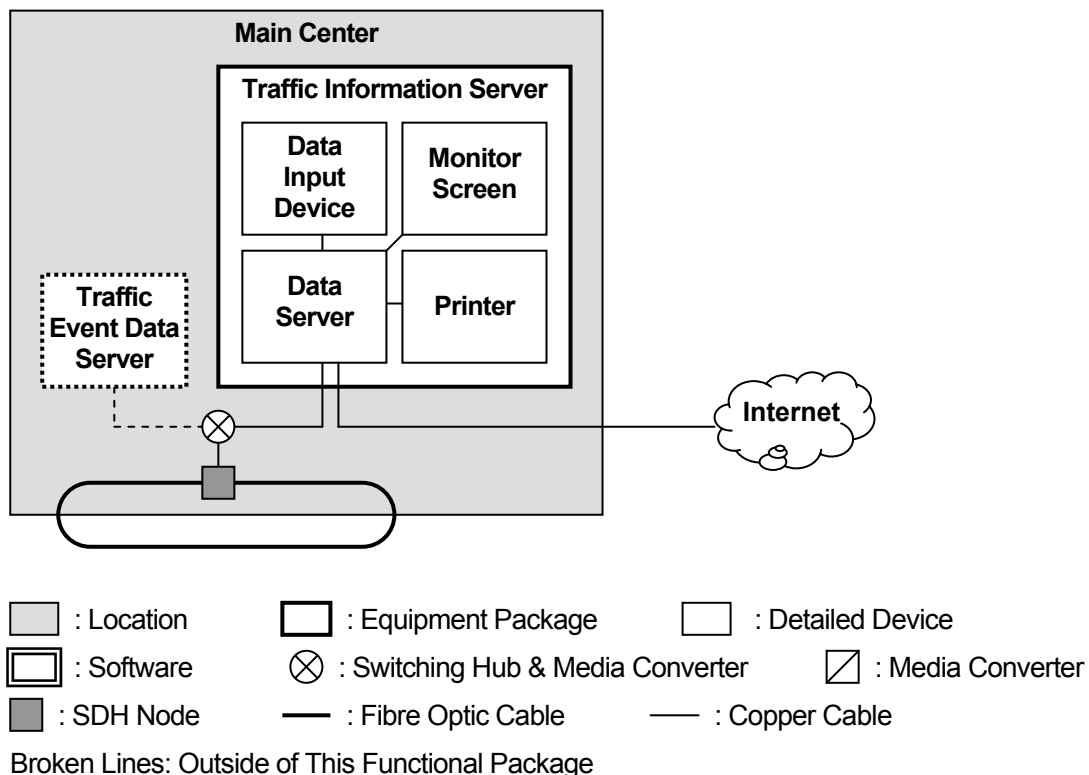 Main Center
Traffic Information Server
Data
Input
Device
Monitor
Screen
Data
Server
Printer
Traffic
Event Data
Server
Internet
: Location
: Equipment Package
: Detailed Device
: Software
: Switching Hub & Media Converter
: Media Converter
: SDH Node
: Fibre Optic Cable
: Copper Cable
Broken Lines: Outside of This Functional Package